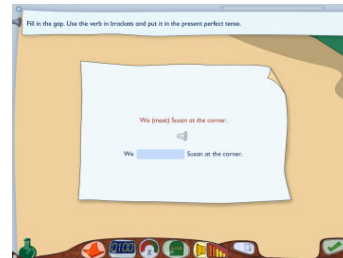 Fill in the gap. Use the verb in brackets and put it in the present perfect tense.
We (meet) Susan at the corner.
We Susan at the corner.